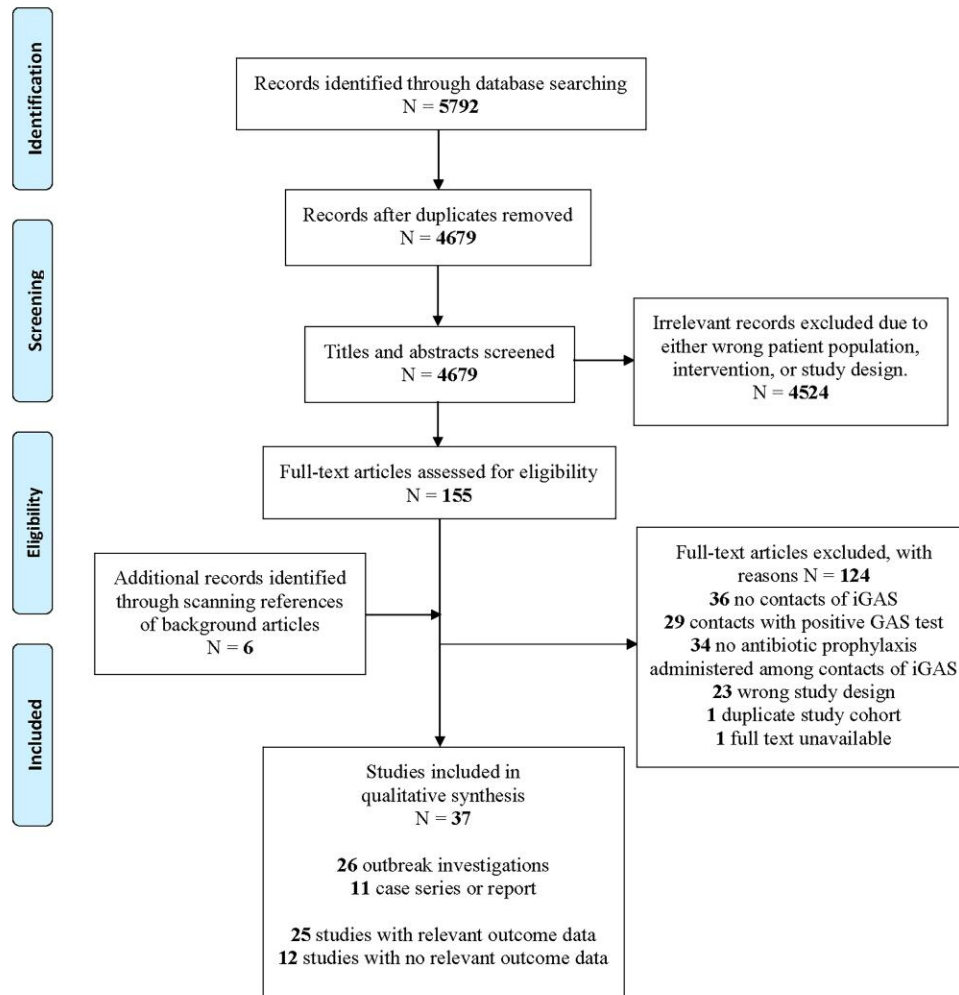 Identification
Records identified through database searching
N = 5792
Records after duplicates removed
N = 4679
Screening
Titles and abstracts screened
N = 4679
Irrelevant records excluded due to
either wrong patient population,
intervention, or study design.
N = 4524
Eligibility
Full-text articles assessed for eligibility
N = 155
Additional records identified
through scanning references
of background articles
N = 6
Full-text articles excluded, with
reasons N = 124
36 no contacts of iGAS
29 contacts with positive GAS test
34 no antibiotic prophylaxis
administered among contacts of iGAS
23 wrong study design
1 duplicate study cohort
1 full text unavailable
Included
Studies included in
qualitative synthesis
N = 37
26 outbreak investigations
11 case series or report
25 studies with relevant outcome data
12 studies with no relevant outcome data